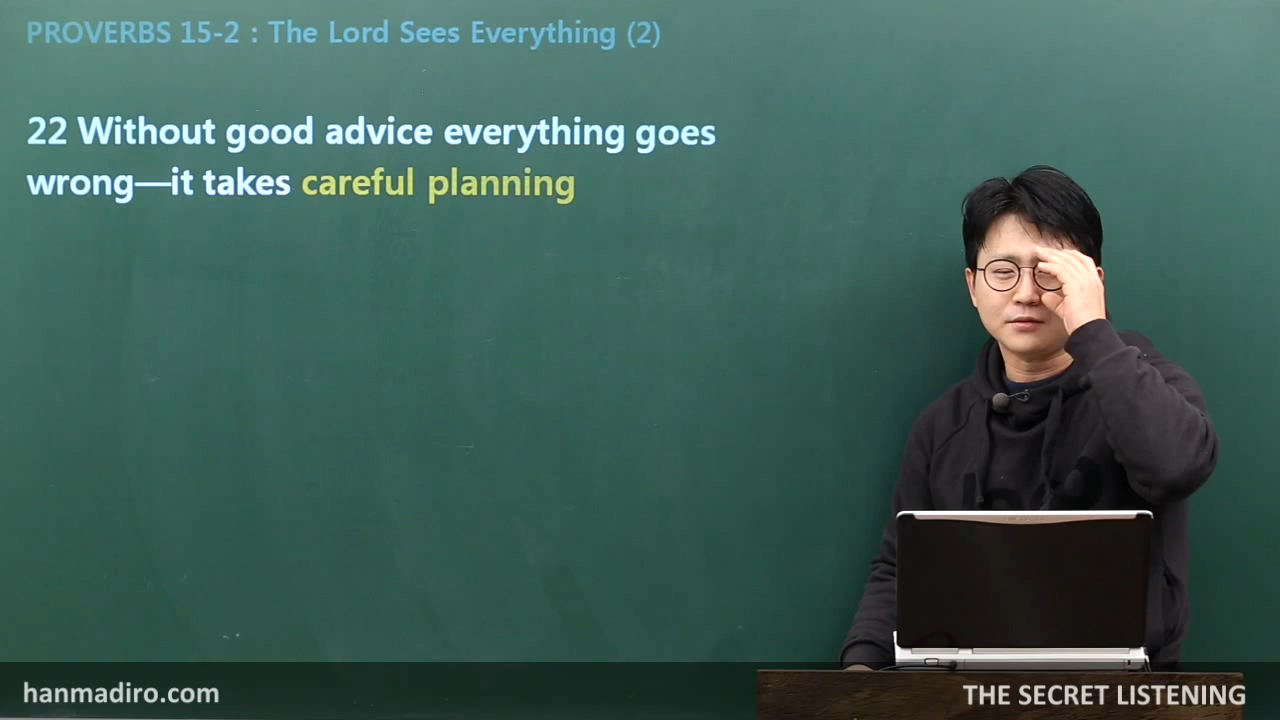 PROVERBS 15-2 : The Lord Sees Everything (2)
22 Without good advice everything goes
wrong—it takes careful planning
hanmadiro.com
THE SECRET LISTENING